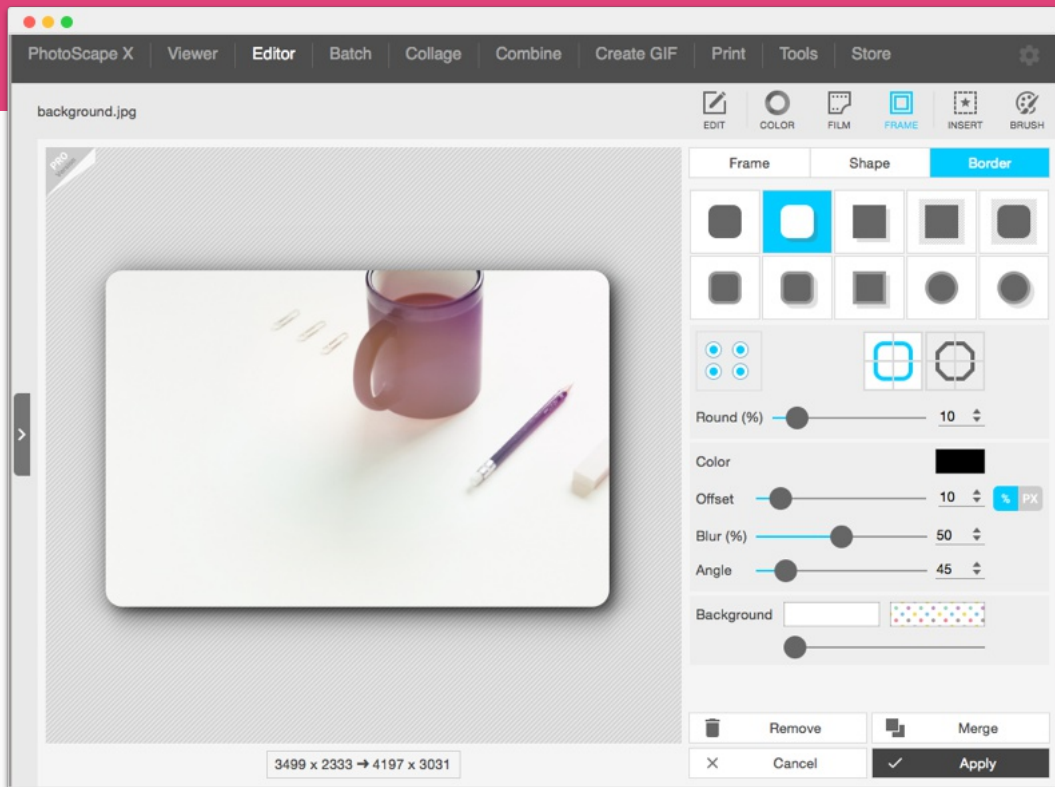 PhotoScape X Viewer Editor Batch Collage Combine Create GIF Print Tools Store
background.jpg
EDIT COLOR FILM FRAME INSERT BRUSH
PRO
Version
Frame Shape Border
Round (%) 10
Color
Offset 10 % PX
Blur (%) 50
Angle 45
Background
Remove Merge
3499 x 2333 ➔ 4197 x 3031
Cancel Apply